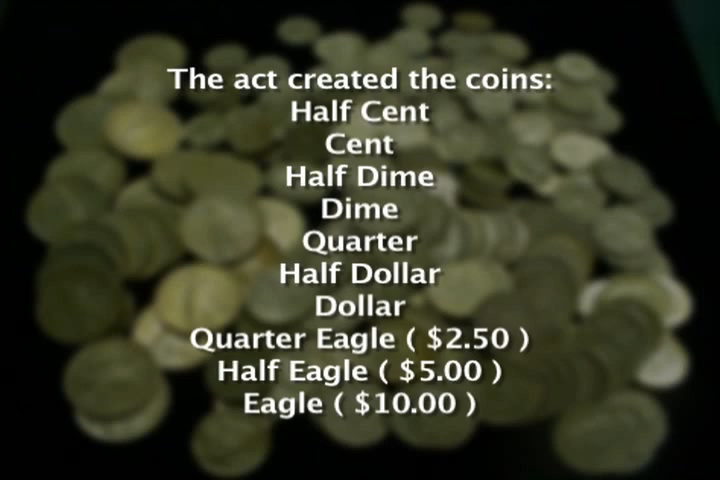 The act created the coins:
Half Cent
Cent
Half Dime
Dime
Quarter
Half Dollar
Dollar
Quarter Eagle ( $2.50 )
Half Eagle ( $5.00 )
Eagle ( $10.00 )